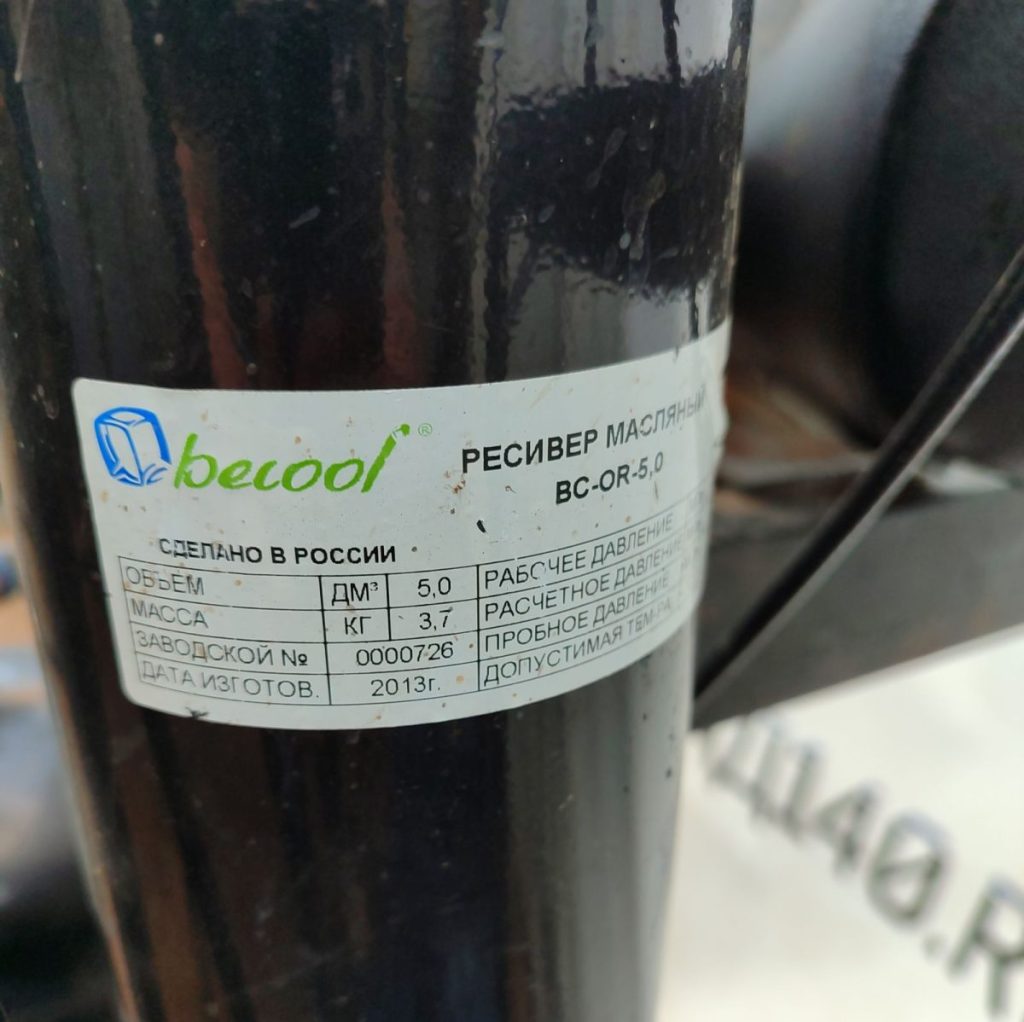 becool®
РЕСИВЕР МАСЛЯНЫЙ
BC-OR-5,0
СДЕЛАНО В РОССИИ
ОБЪЕМ ДМ³ 5,0 РАБОЧЕЕ ДАВЛЕНИЕ
МАССА КГ 3,7 РАСЧЕТНОЕ ДАВЛЕНИЕ
ЗАВОДСКОЙ № 0000726 ПРОБНОЕ ДАВЛЕНИЕ
ДАТА ИЗГОТОВ. 2013г. ДОПУСТИМАЯ ТЕМ-РА
Д140.R